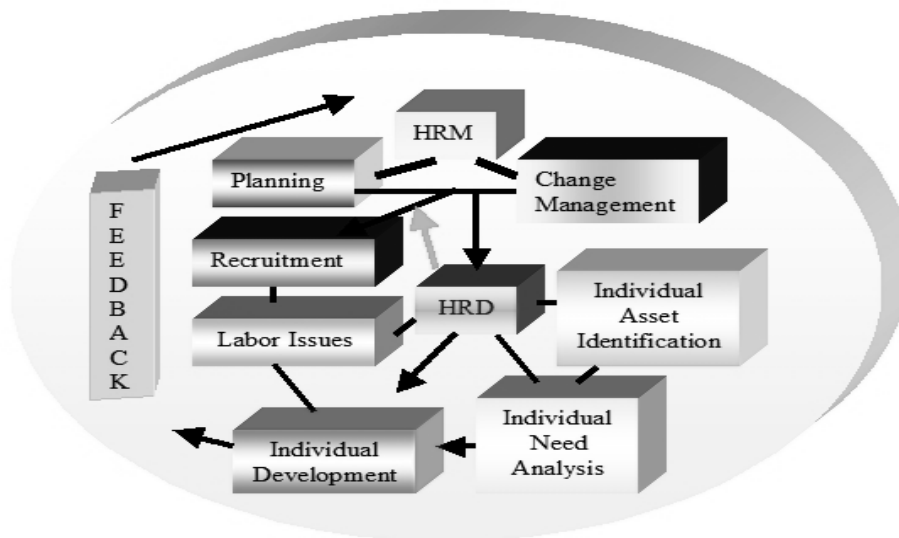 HRM
Planning
Change
Management
F
E
E
D
B
A
C
K
Recruitment
HRD
Individual
Asset
Identification
Labor Issues
Individual
Development
Individual
Need
Analysis